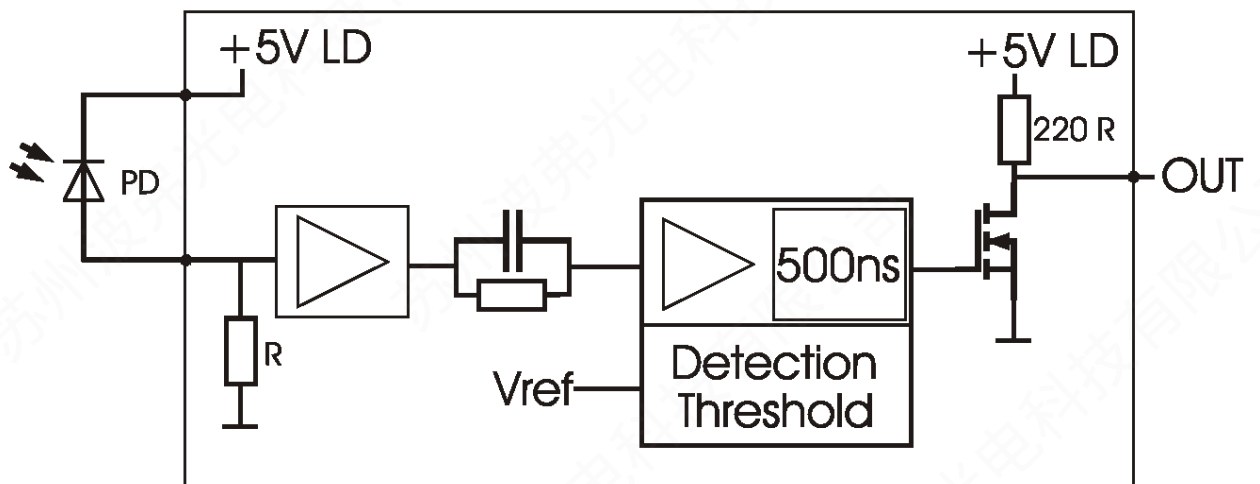 +5V LD
+5V LD
220 R
OUT
PD
500ns
R
Detection
Threshold
Vref